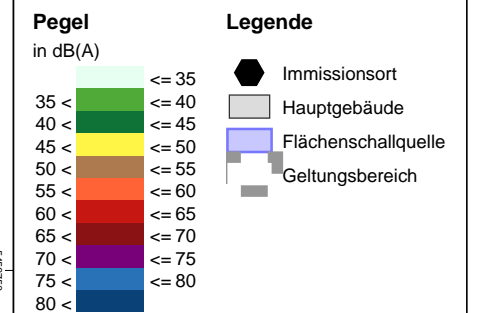 Pegel
in dB(A)
<= 35
35 < <= 40
40 < <= 45
45 < <= 50
50 < <= 55
55 < <= 60
60 < <= 65
65 < <= 70
70 < <= 75
75 < <= 80
80 <
Legende
Immissionsort
Hauptgebäude
Flächenschallquelle
Geltungsbereich